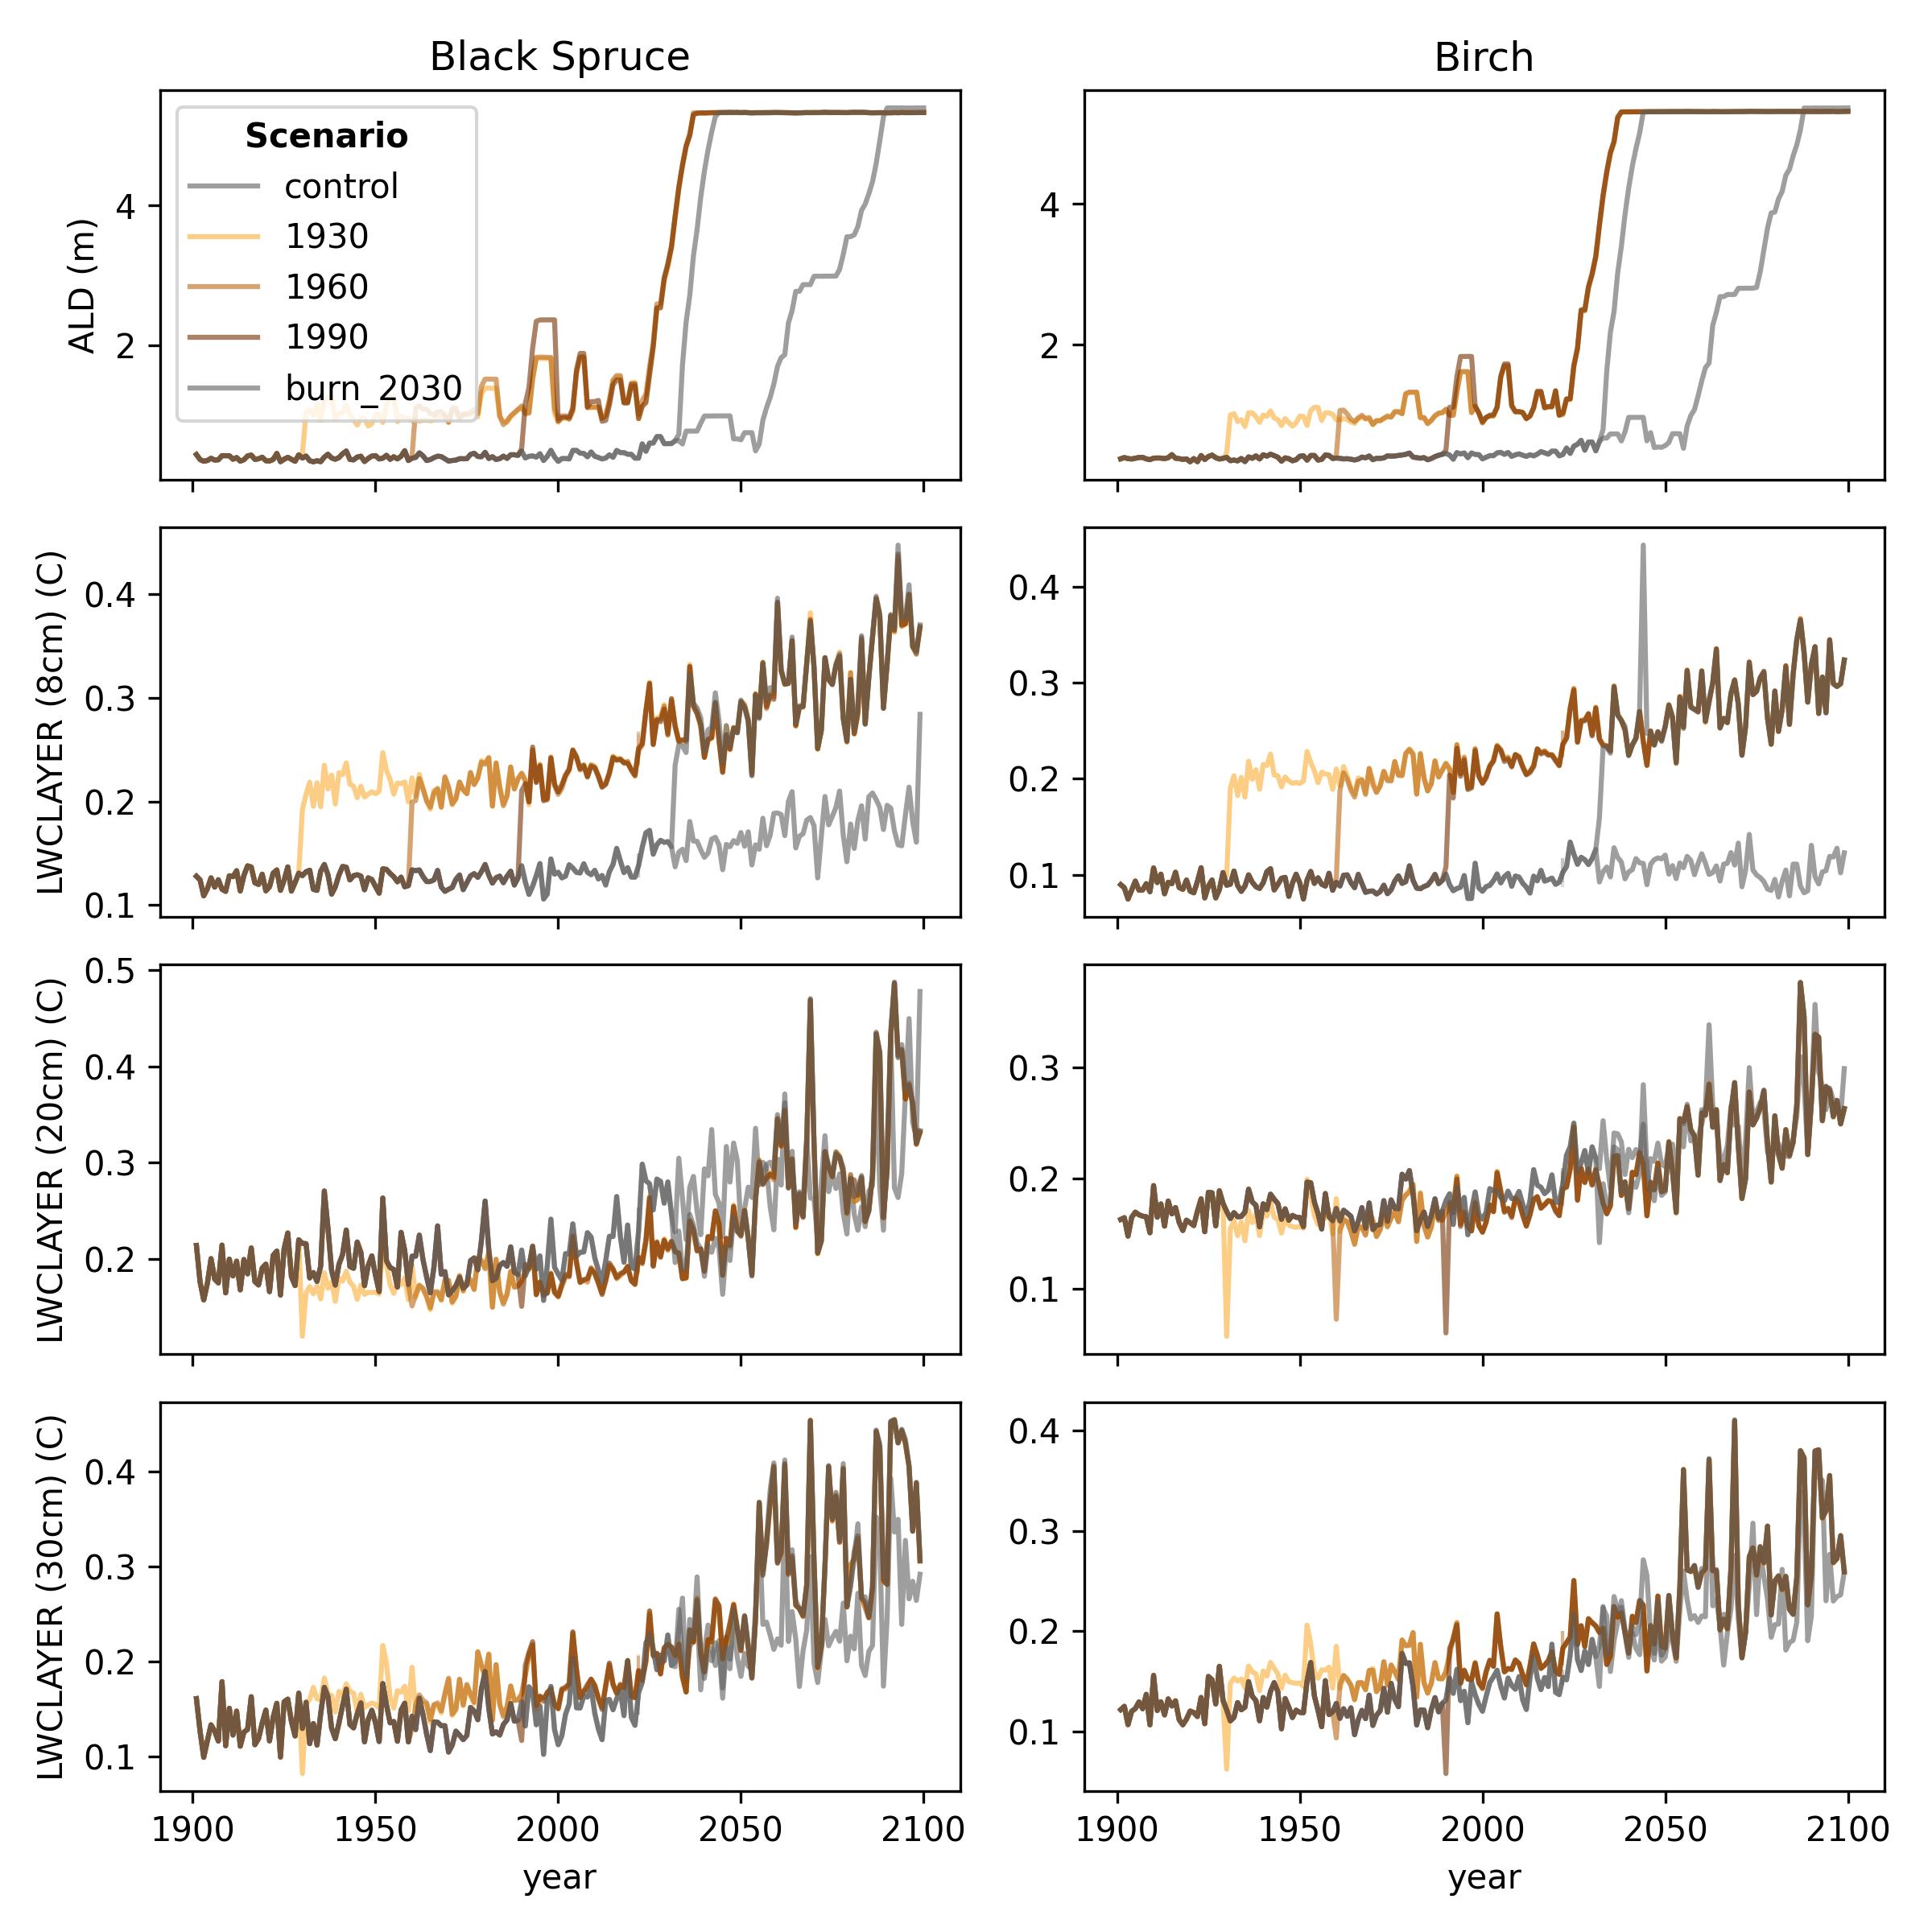 Black Spruce
Birch
Scenario
control
1930
1960
1990
burn_2030
ALD (m)
4
2
4
2
LWCLAYER (8cm) (C)
0.4
0.3
0.2
0.1
0.4
0.3
0.2
0.1
LWCLAYER (20cm) (C)
0.5
0.4
0.3
0.2
0.3
0.2
0.1
LWCLAYER (30cm) (C)
0.4
0.3
0.2
0.1
0.4
0.3
0.2
0.1
1900 1950 2000 2050 2100
year
1900 1950 2000 2050 2100
year